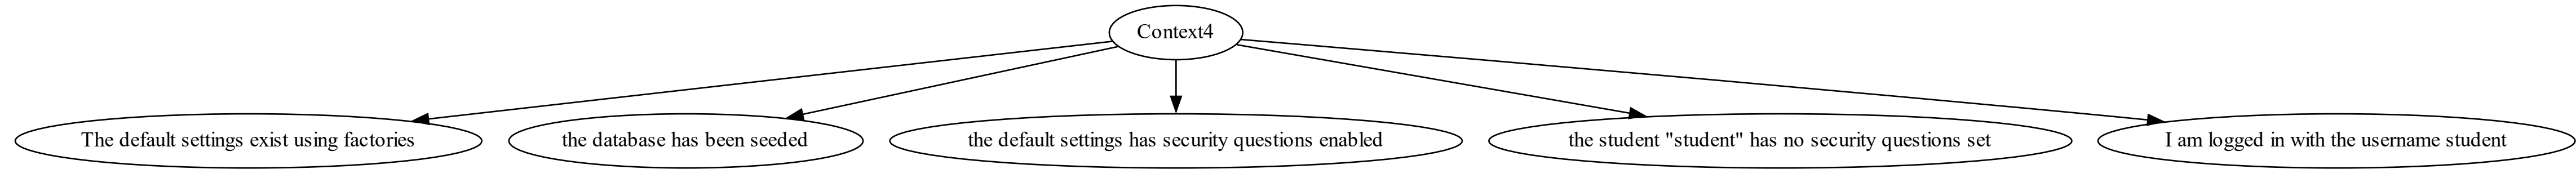 Context4
The default settings exist using factories
the database has been seeded
the default settings has security questions enabled
the student "student" has no security questions set
I am logged in with the username student